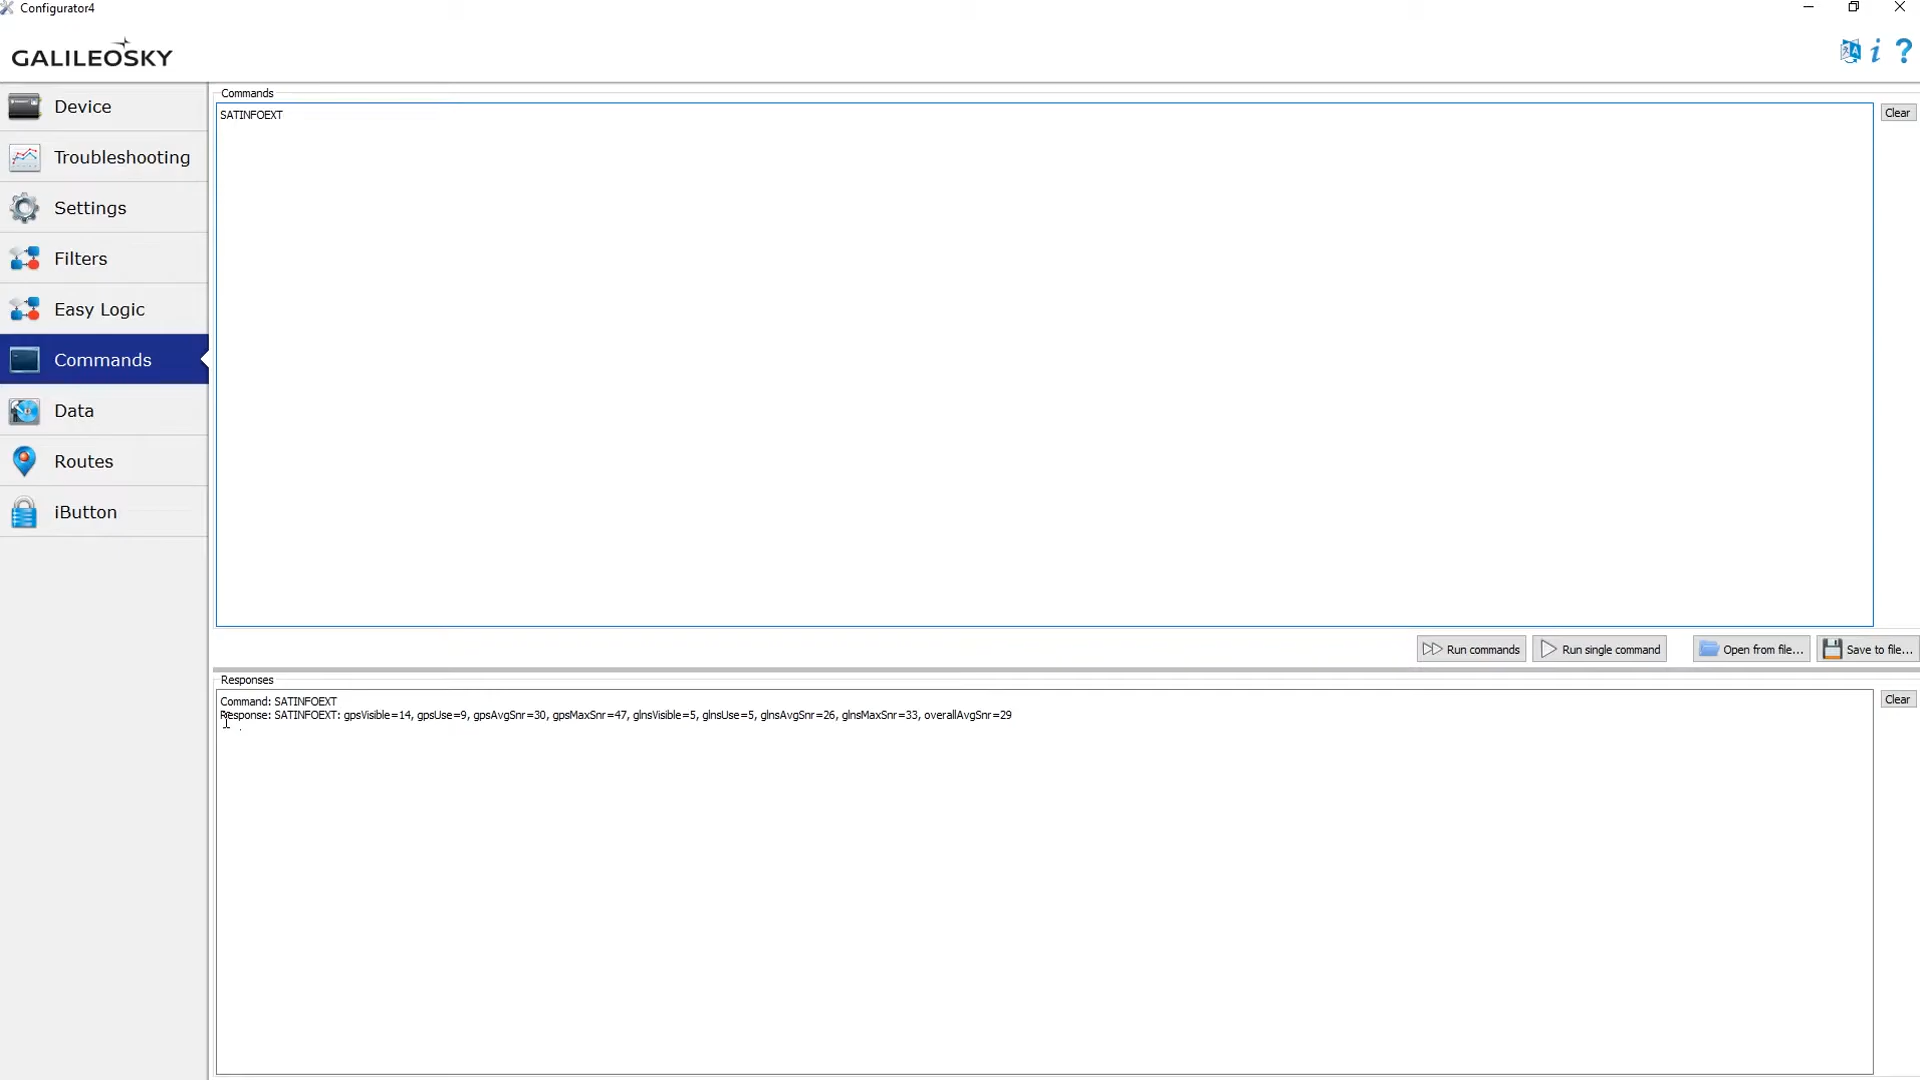 Configurator4
GALILEOSKY
Device
Troubleshooting
Settings
Filters
Easy Logic
Commands
Data
Routes
iButton
Commands
SATINFOEXT
Clear
Run commands
Run single command
Open from file...
Save to file...
Responses
Command: SATINFOEXT
Response: SATINFOEXT: gpsVisible=14, gpsUse=9, gpsAvgSnr=30, gpsMaxSnr=47, glnsVisible=5, glnsUse=5, glnsAvgSnr=26, glnsMaxSnr=33, overallAvgSnr=29
Clear